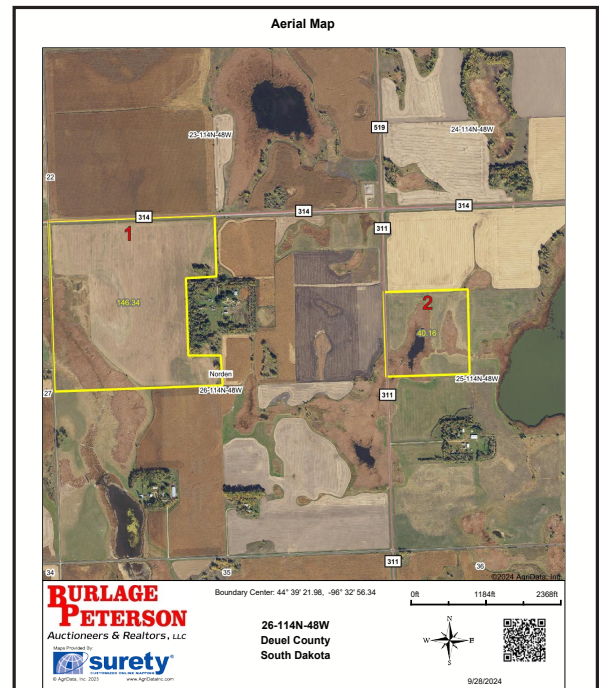 Aerial Map
519
23-114N-48W
24-114N-48W
22
314
314
314
311
1
2
146.34
40.16
Norden
26-114N-48W
25-114N-48W
27
311
311
34
35
36
©2024 AgriData, Inc.
BURLAGE
PETERSON
Auctioneers & Realtors, LLC
Maps Provided By:
surety®
CUSTOMIZED ONLINE MAPPING
© AgriData, Inc. 2023 www.AgriDataInc.com
Boundary Center: 44° 39' 21.98, -96° 32' 56.34
26-114N-48W
Deuel County
South Dakota
0ft 1184ft 2368ft
N
W E
S
9/28/2024